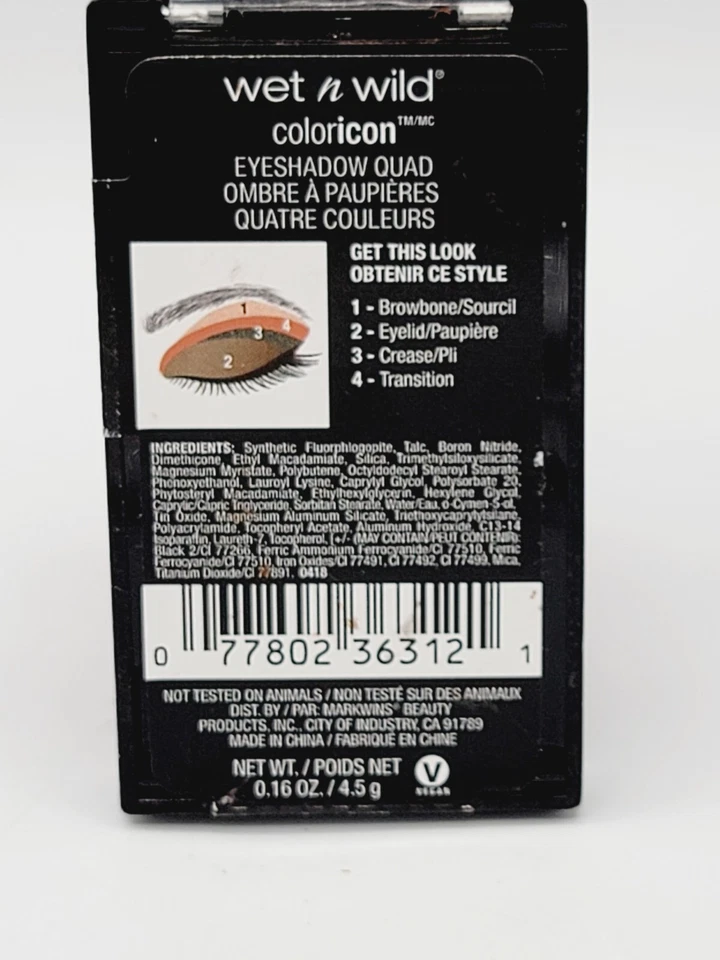 wet n wild®
coloricon™/MC
EYESHADOW QUAD
OMBRE À PAUPIÈRES
QUATRE COULEURS
GET THIS LOOK
OBTENIR CE STYLE
1 - Browbone/Sourcil
2 - Eyelid/Paupière
3 - Crease/Pli
4 - Transition
1
3 4
2
INGREDIENTS: Synthetic Fluorphlogopite, Talc, Boron Nitride,
Dimethicone, Ethyl Macadamiate, Silica, Trimethylsiloxysilicate,
Magnesium Myristate, Polybutene, Octyldodecyl Stearoyl Stearate,
Phenoxyethanol, Lauroyl Lysine, Caprylyl Glycol, Polysorbate 20,
Phytosteryl Macadamiate, Ethylhexylglycerin, Hexylene Glycol,
Caprylic/Capric Triglyceride, Sorbitan Stearate, Water/Eau, o-Cymen-5-ol,
Tin Oxide, Magnesium Aluminum Silicate, Triethoxycaprylylsilane,
Polyacrylamide, Tocopheryl Acetate, Aluminum Hydroxide, C13-14
Isoparaffin, Laureth-7, Tocopherol, [+/- (MAY CONTAIN/PEUT CONTENIR):
Black 2/CI 77266, Ferric Ammonium Ferrocyanide/CI 77510, Ferric
Ferrocyanide/CI 77510, Iron Oxides/CI 77491, CI 77492, CI 77499, Mica,
Titanium Dioxide/CI 77891, 0418
0 77802 36312 1
NOT TESTED ON ANIMALS / NON TESTÉ SUR DES ANIMAUX
DIST. BY / PAR: MARKWINS® BEAUTY
PRODUCTS, INC., CITY OF INDUSTRY, CA 91789
MADE IN CHINA / FABRIQUÉ EN CHINE
NET WT. / POIDS NET
0.16 OZ. / 4.5 g
V
VEGAN